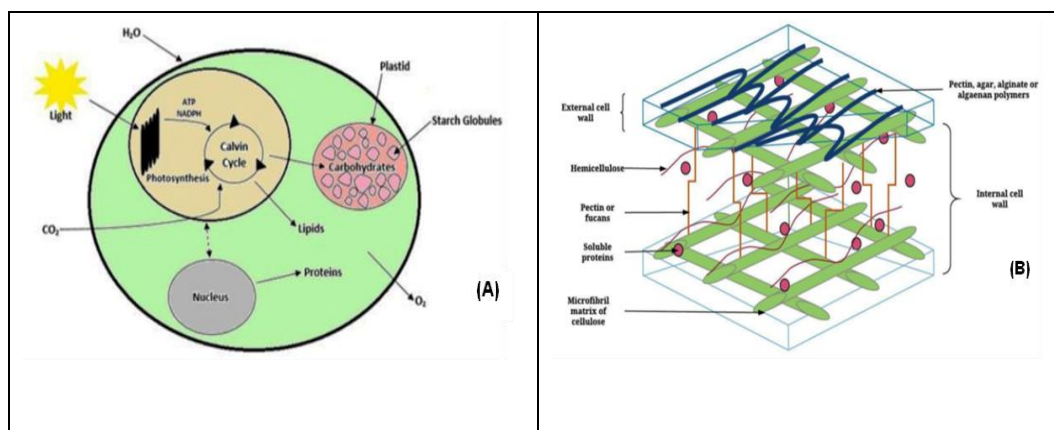 H₂O
Light
ATP
NADPH
Calvin
Cycle
Photosynthesis
CO₂
Plastid
Starch Globules
Carbohydrates
Lipids
Proteins
Nucleus
O₂
(A)
External cell
wall
Pectin, agar, alginate or
algaenan polymers
Hemicellulose
Internal cell
wall
Pectin or
fucans
Soluble
proteins
Microfibril
matrix of
cellulose
(B)